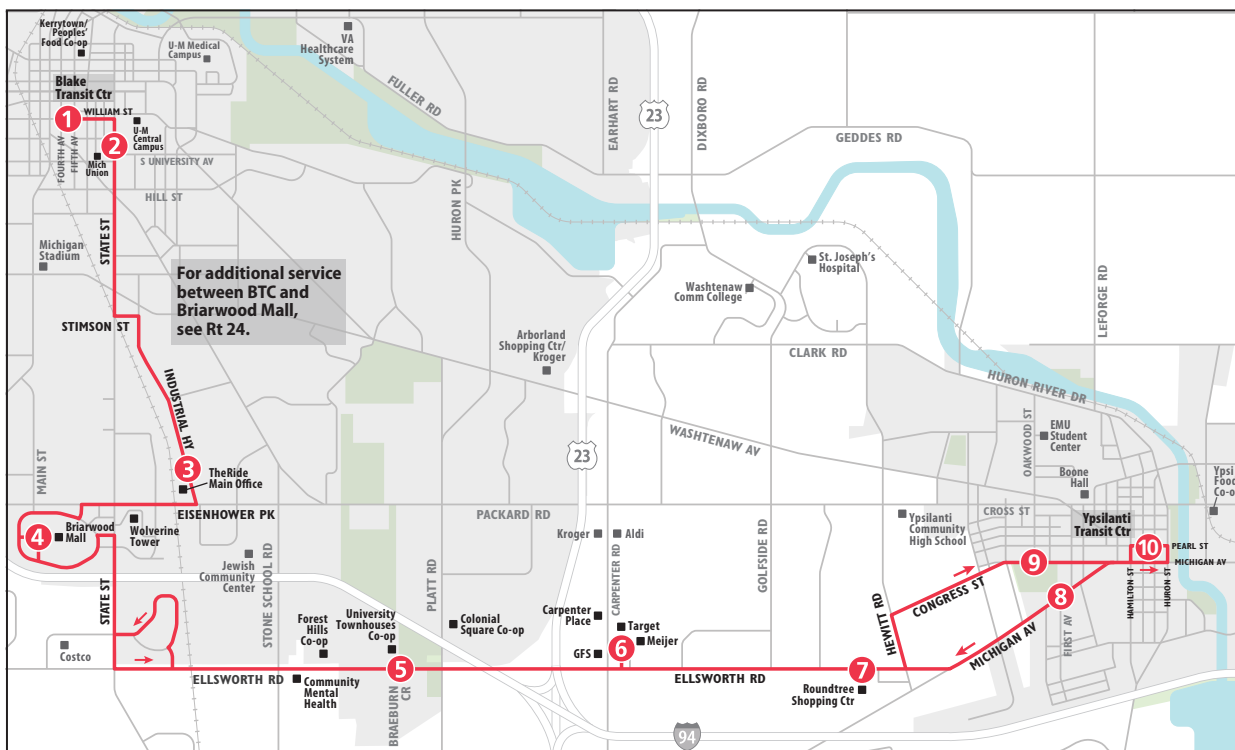 Kerrytown/
Peoples'
Food Co-op
U-M Medical
Campus
VA
Healthcare
System
FULLER RD
EARHART RD
23
DIXBORO RD
GEDDES RD
Blake
Transit Ctr
1
WILLIAM ST
2
U-M
Central
Campus
FOURTH AV
FIFTH AV
Mich
Union
S UNIVERSITY AV
HILL ST
HURON PK
STATE ST
Michigan
Stadium
For additional service
between BTC and
Briarwood Mall,
see Rt 24.
St. Joseph's
Hospital
Washtenaw
Comm College
LEFORGE RD
STIMSON ST
Arborland
Shopping Ctr/
Kroger
CLARK RD
HURON RIVER DR
INDUSTRIAL HY
WASHTENAW AV
OAKWOOD ST
EMU
Student
Center
23
MAIN ST
3
TheRide
Main Office
Boone
Hall
Ypsi
Food
Co-op
EISENHOWER PK
PACKARD RD
CROSS ST
Ypsilanti
Community
High School
Ypsilanti
Transit Ctr
4
Briarwood
Mall
Wolverine
Tower
Kroger
Aldi
GOLFSIDE RD
10
PEARL ST
MICHIGAN AV
Jewish
Community
Center
STONE SCHOOL RD
PLATT RD
CARPENTER RD
9
HAMILTON ST
HURON ST
STATE ST
CONGRESS ST
8
HEWITT RD
Forest
Hills
Co-op
University
Townhouses
Co-op
Colonial
Square Co-op
Carpenter
Place
Target
Meijer
6
GFS
MICHIGAN AV
FIRST AV
Costco
5
7
ELLSWORTH RD
ELLSWORTH RD
Community
Mental
Health
BRAEBURN
CR
Roundtree
Shopping Ctr
94